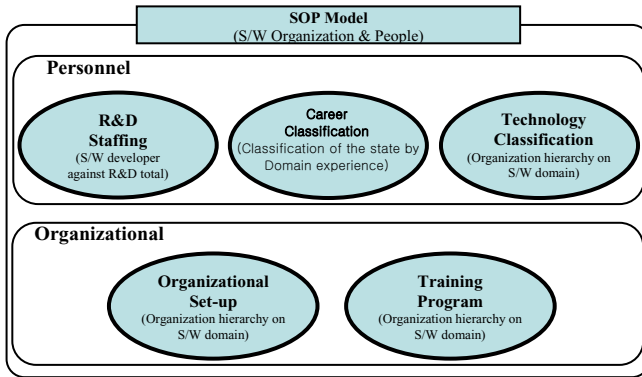 SOP Model
(S/W Organization & People)
Personnel
R&D
Staffing
(S/W developer
against R&D total)
Career
Classification
(Classification of the state by
Domain experience)
Technology
Classification
(Organization hierarchy on
S/W domain)
Organizational
Organizational
Set-up
(Organization hierarchy on
S/W domain)
Training
Program
(Organization hierarchy on
S/W domain)